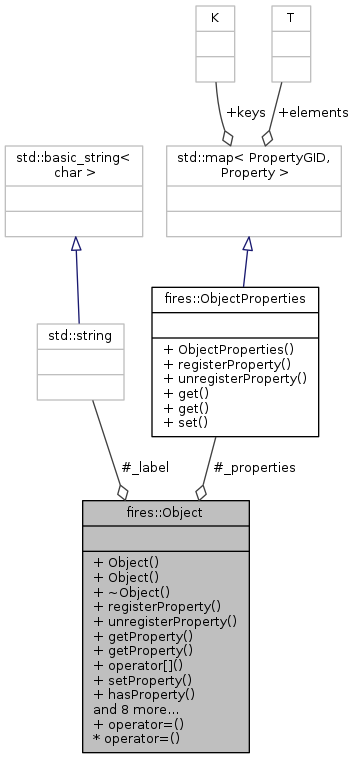 K
T
+keys
+elements
std::basic_string<
char >
std::map< PropertyGID,
Property >
fires::ObjectProperties
+ ObjectProperties()
+ registerProperty()
+ unregisterProperty()
+ get()
+ get()
+ set()
std::string
#_label
#_properties
fires::Object
+ Object()
+ Object()
+ ~Object()
+ registerProperty()
+ unregisterProperty()
+ getProperty()
+ getProperty()
+ operator[]()
+ setProperty()
+ hasProperty()
and 8 more...
+ operator=()
* operator=()